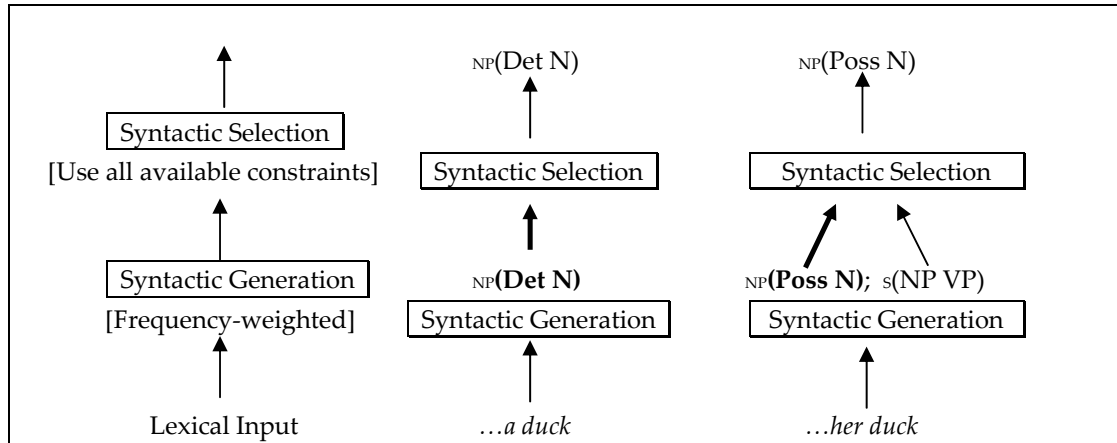 NP(Det N)
NP(Poss N)
Syntactic Selection
[Use all available constraints]
Syntactic Selection
Syntactic Selection
Syntactic Generation
[Frequency-weighted]
NP(Det N)
NP(Poss N); S(NP VP)
Syntactic Generation
Syntactic Generation
Lexical Input
…a duck
…her duck